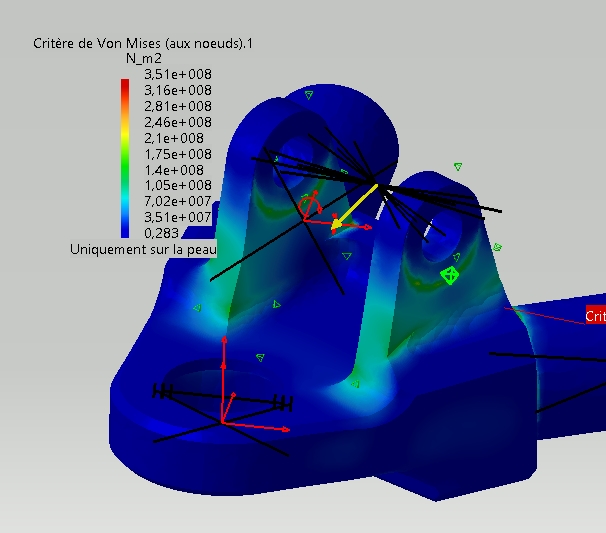 Critère de Von Mises (aux noeuds).1
N_m2
3,51e+008
3,16e+008
2,81e+008
2,46e+008
2,1e+008
1,75e+008
1,4e+008
1,05e+008
7,02e+007
3,51e+007
0,283
Uniquement sur la peau
Crit